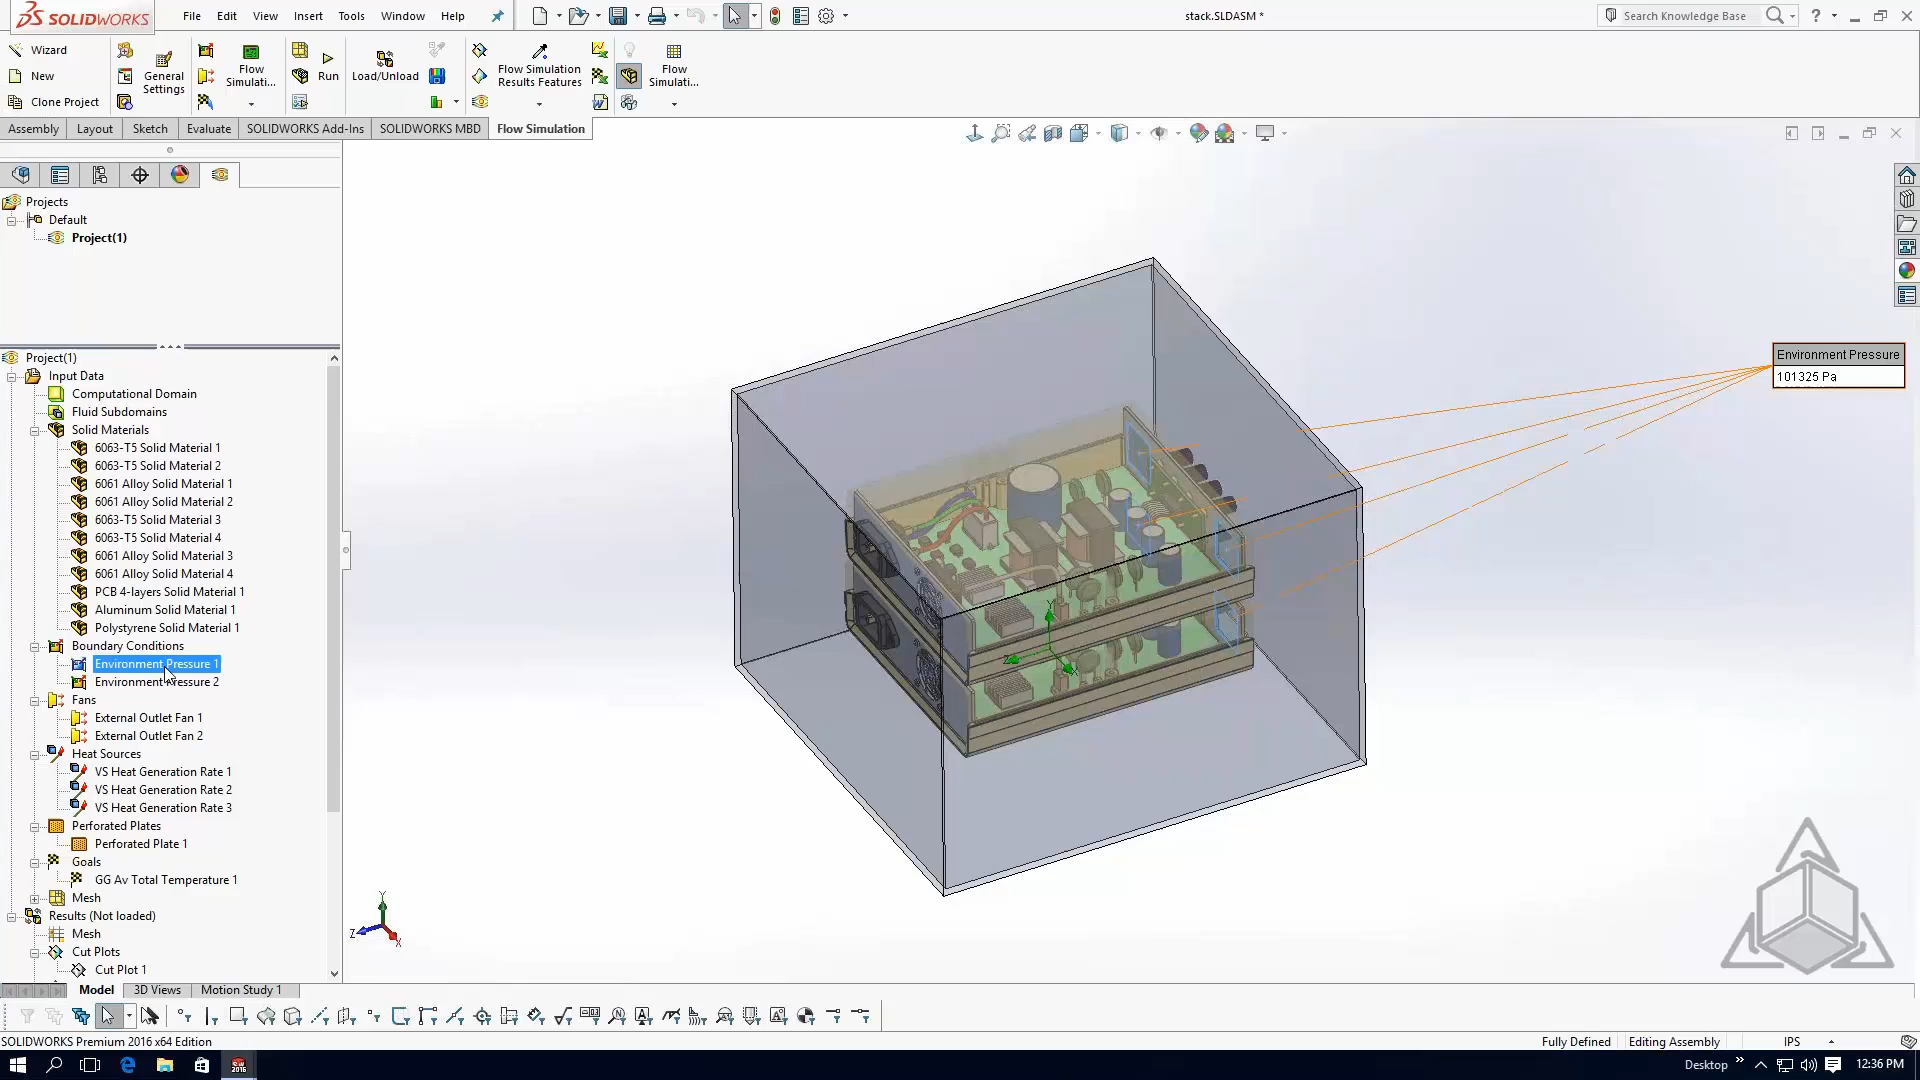 SOLIDWORKS
File Edit View Insert Tools Window Help
stack.SLDASM *
Search Knowledge Base
Wizard
New
Clone Project
General Settings
Flow Simulati...
Run
Load/Unload
Flow Simulation Results Features
Flow Simulati...
Assembly Layout Sketch Evaluate SOLIDWORKS Add-Ins SOLIDWORKS MBD Flow Simulation
Projects
Default
Project(1)
Project(1)
Input Data
Computational Domain
Fluid Subdomains
Solid Materials
6063-T5 Solid Material 1
6063-T5 Solid Material 2
6061 Alloy Solid Material 1
6061 Alloy Solid Material 2
6063-T5 Solid Material 3
6063-T5 Solid Material 4
6061 Alloy Solid Material 3
6061 Alloy Solid Material 4
PCB 4-layers Solid Material 1
Aluminum Solid Material 1
Polystyrene Solid Material 1
Boundary Conditions
Environment Pressure 1
Environment Pressure 2
Fans
External Outlet Fan 1
External Outlet Fan 2
Heat Sources
VS Heat Generation Rate 1
VS Heat Generation Rate 2
VS Heat Generation Rate 3
Perforated Plates
Perforated Plate 1
Goals
GG Av Total Temperature 1
Mesh
Results (Not loaded)
Mesh
Cut Plots
Cut Plot 1
Environment Pressure
101325 Pa
Y
Z
X
Y
Z
X
Model 3D Views Motion Study 1
SOLIDWORKS Premium 2016 x64 Edition
Fully Defined Editing Assembly IPS
Desktop
12:36 PM